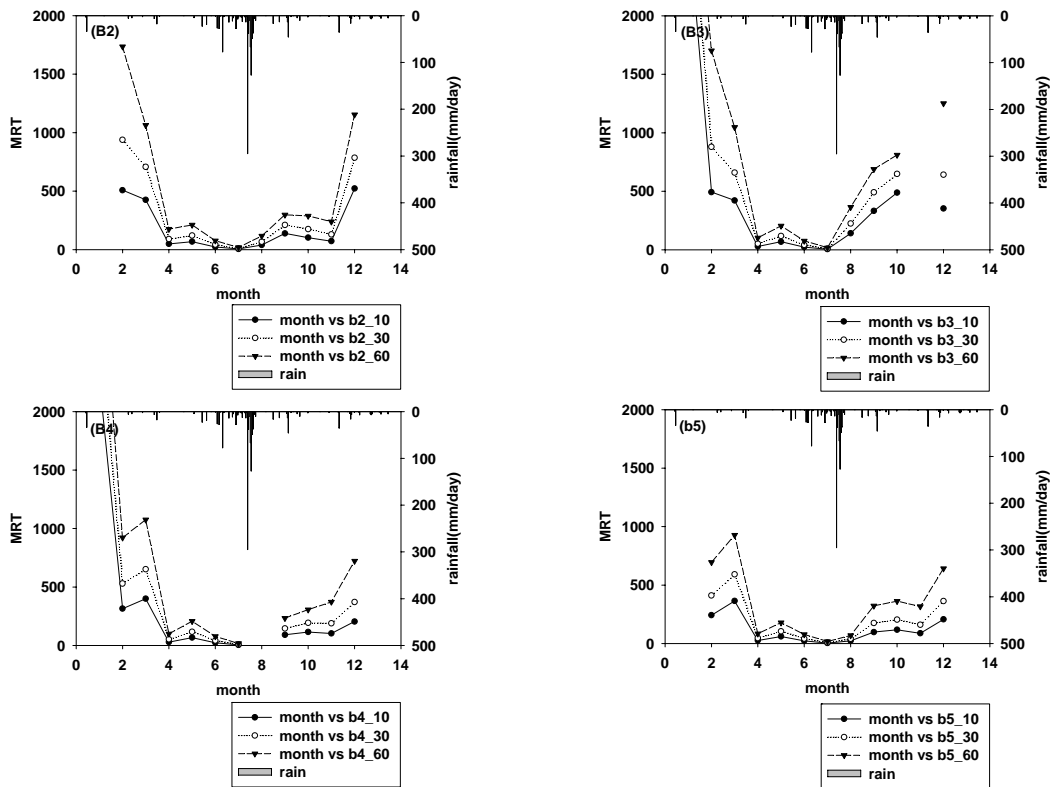 (B2)
2000
1500
1000
500
0
MRT
0
100
200
300
400
500
rainfall(mm/day)
0 2 4 6 8 10 12 14
month
month vs b2_10
month vs b2_30
month vs b2_60
rain
(B3)
2000
1500
1000
500
0
MRT
0
100
200
300
400
500
rainfall(mm/day)
0 2 4 6 8 10 12 14
month
month vs b3_10
month vs b3_30
month vs b3_60
rain
(B4)
2000
1500
1000
500
0
MRT
0
100
200
300
400
500
rainfall(mm/day)
0 2 4 6 8 10 12 14
month
month vs b4_10
month vs b4_30
month vs b4_60
rain
(b5)
2000
1500
1000
500
0
MRT
0
100
200
300
400
500
rainfall(mm/day)
0 2 4 6 8 10 12 14
month
month vs b5_10
month vs b5_30
month vs b5_60
rain